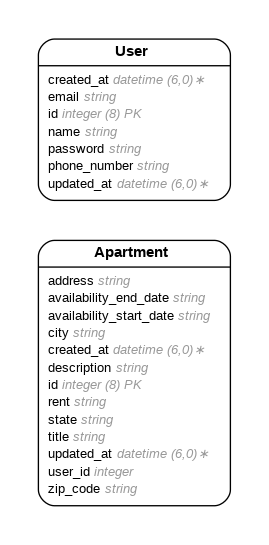 User
created_at datetime (6,0)∗
email string
id integer (8) PK
name string
password string
phone_number string
updated_at datetime (6,0)∗
Apartment
address string
availability_end_date string
availability_start_date string
city string
created_at datetime (6,0)∗
description string
id integer (8) PK
rent string
state string
title string
updated_at datetime (6,0)∗
user_id integer
zip_code string